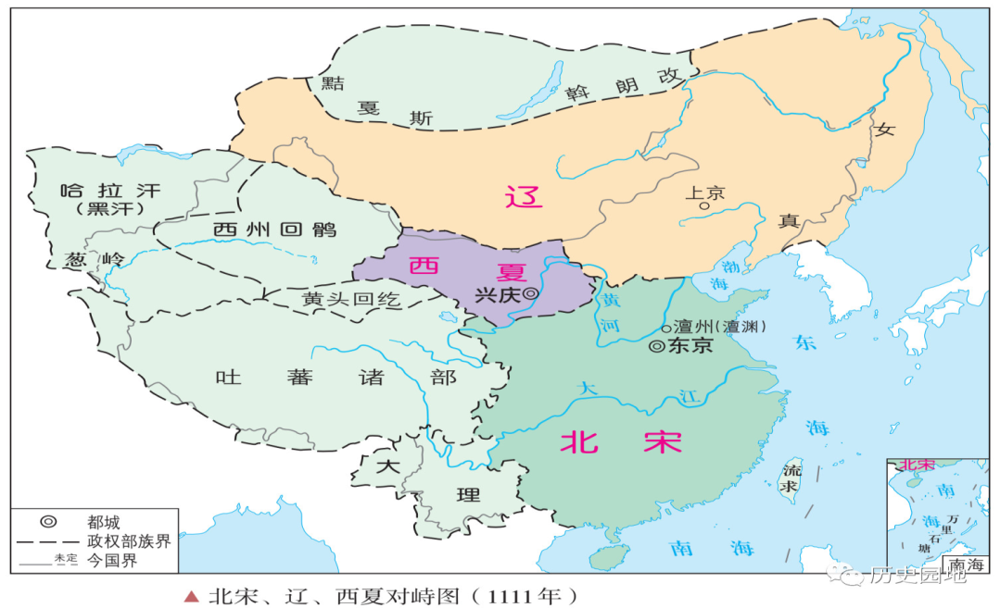 黠戛斯
斡朗改
女真
辽
上京
哈拉汗
(黑汗)
西州回鹘
葱岭
西夏
兴庆
黄头回纥
黄河
渤海
澶州(澶渊)
东京
东海
吐蕃诸部
大江
北宋
大理
流求
南海
北宋
南海
万里石塘
南海
都城
政权部族界
未定 今国界
历史园地
▲ 北宋、辽、西夏对峙图(1111年)